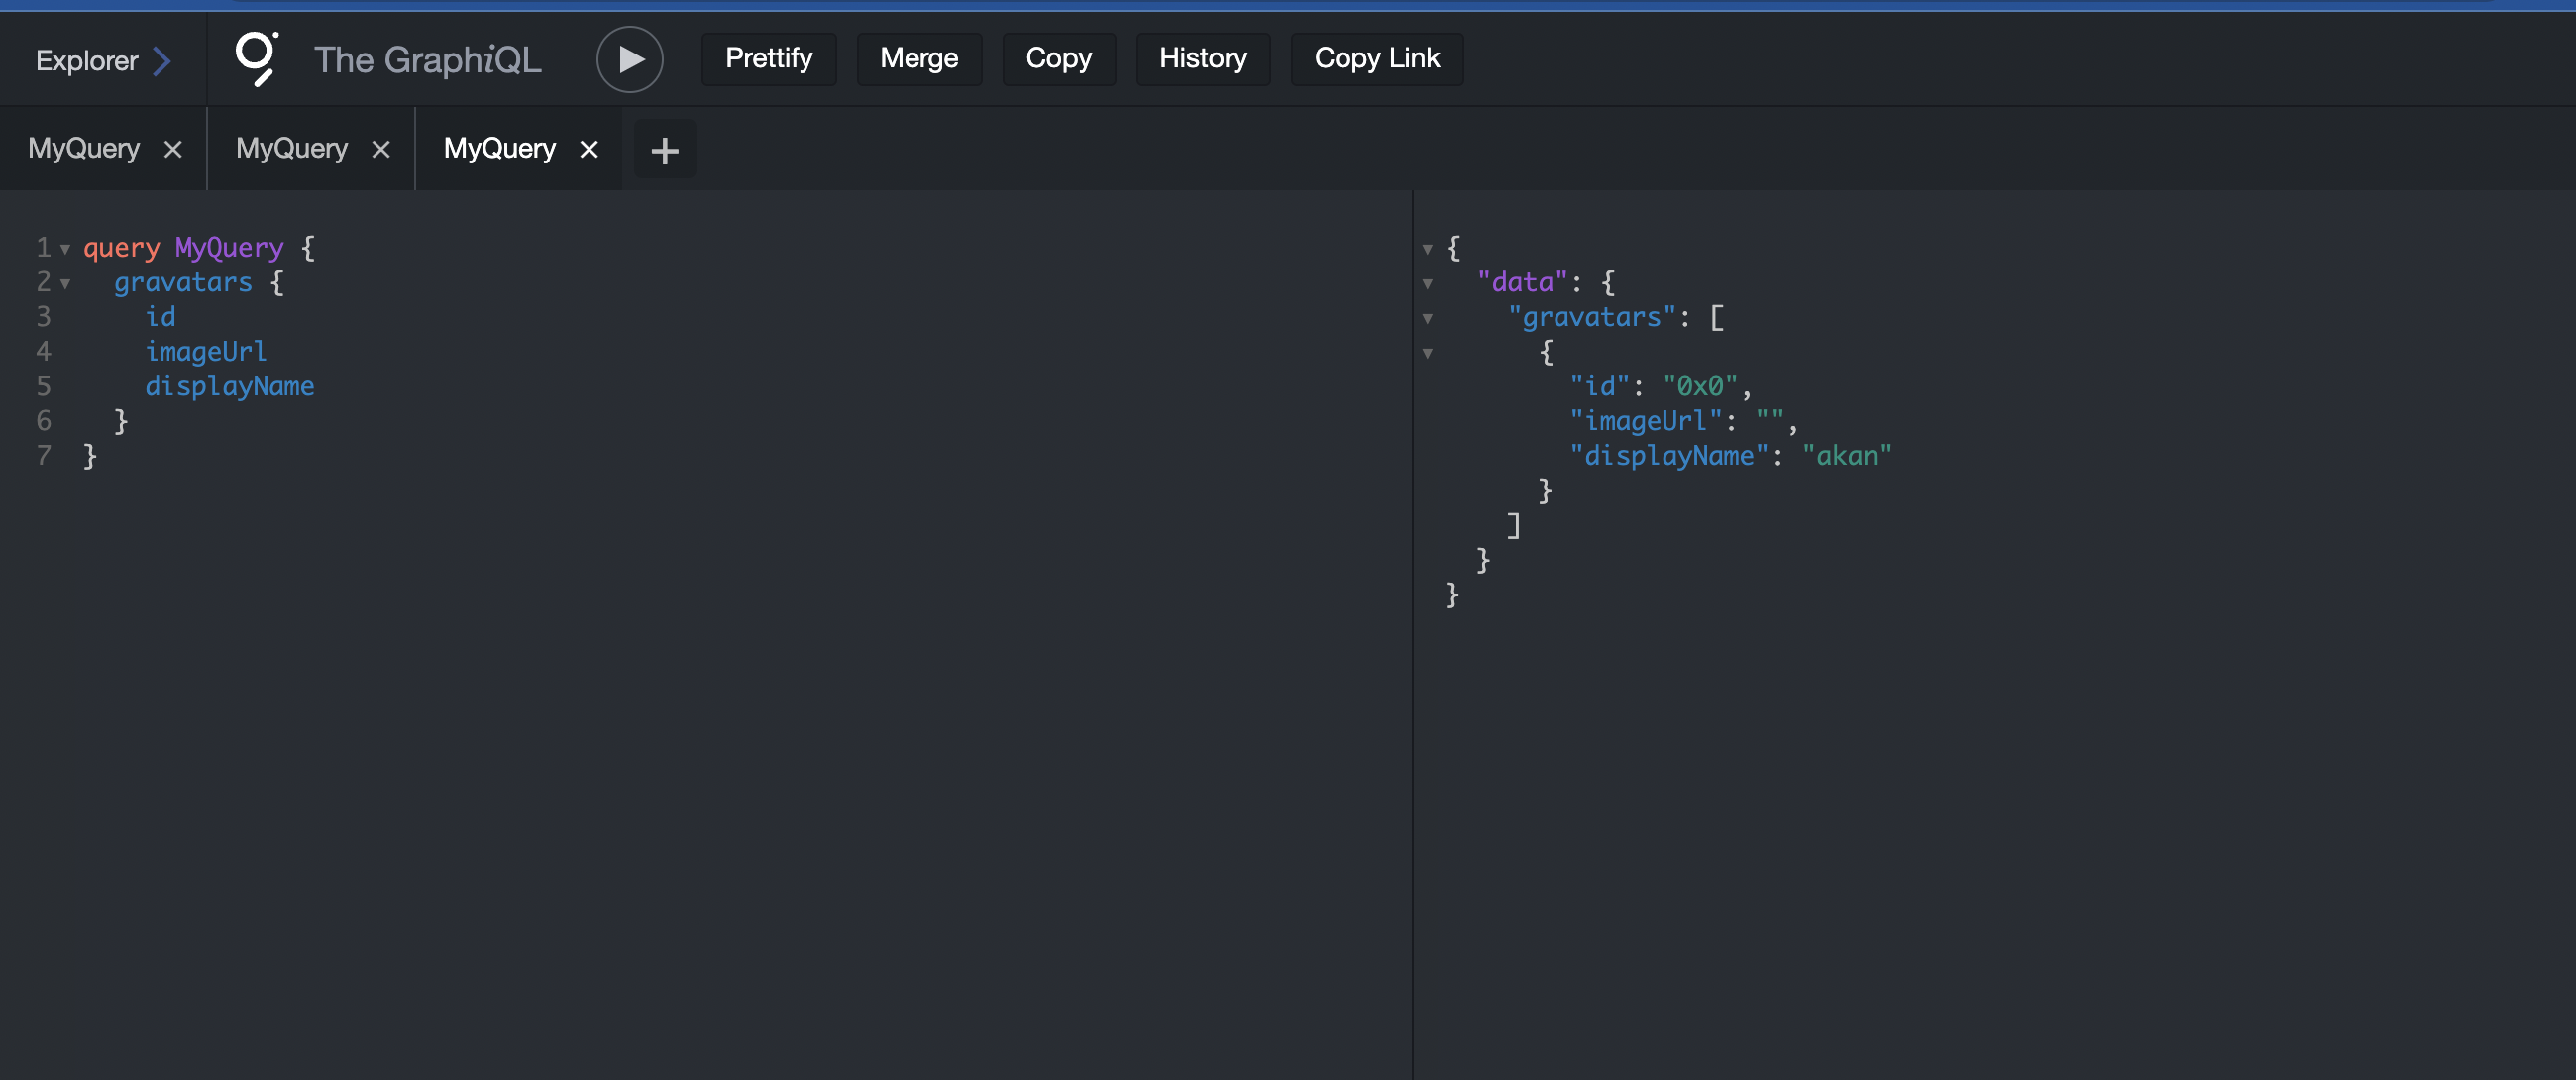 Explorer The GraphiQL Prettify Merge Copy History Copy Link
MyQuery × MyQuery × MyQuery × +
1 query MyQuery {
2 gravatars {
3 id
4 imageUrl
5 displayName
6 }
7 }
{
"data": {
"gravatars": [
{
"id": "0x0",
"imageUrl": "",
"displayName": "akan"
}
]
}
}